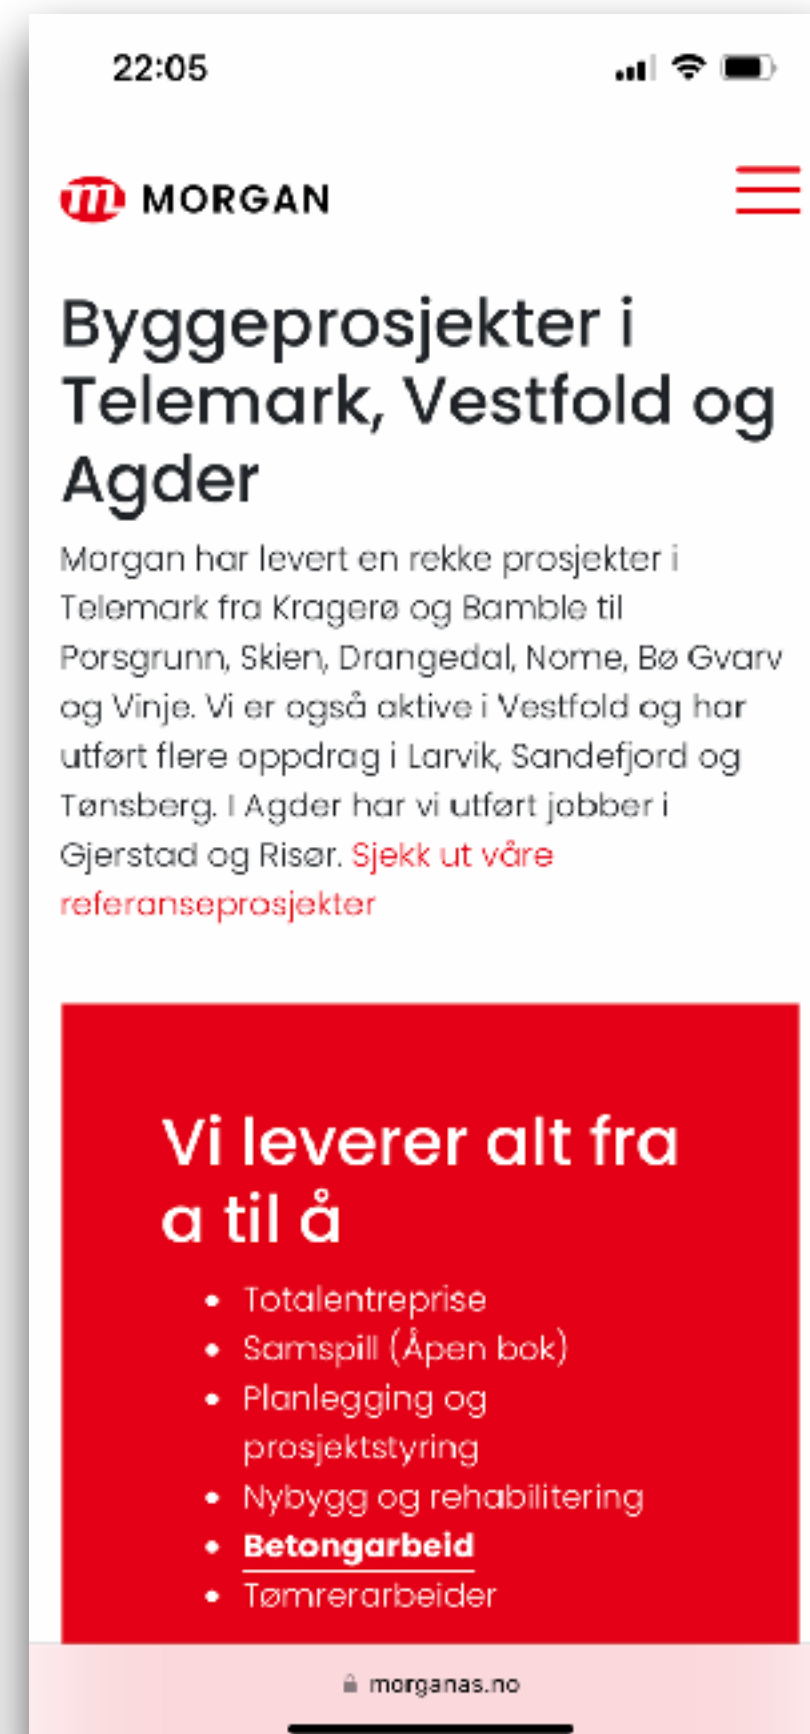 22:05
m MORGAN
Byggeprosjekter i
Telemark, Vestfold og
Agder
Morgan har levert en rekke prosjekter i
Telemark fra Kragerø og Bamble til
Porsgrunn, Skien, Drangedal, Nome, Bø Gvarv
og Vinje. Vi er også aktive i Vestfold og har
utført flere oppdrag i Larvik, Sandefjord og
Tønsberg. I Agder har vi utført jobber i
Gjerstad og Risør. Sjekk ut våre
referanseprosjekter
Vi leverer alt fra
a til å
• Totalentreprise
• Samspill (Åpen bok)
• Planlegging og
prosjektstyring
• Nybygg og rehabilitering
• Betongarbeid
• Tømrerarbeider
morganas.no